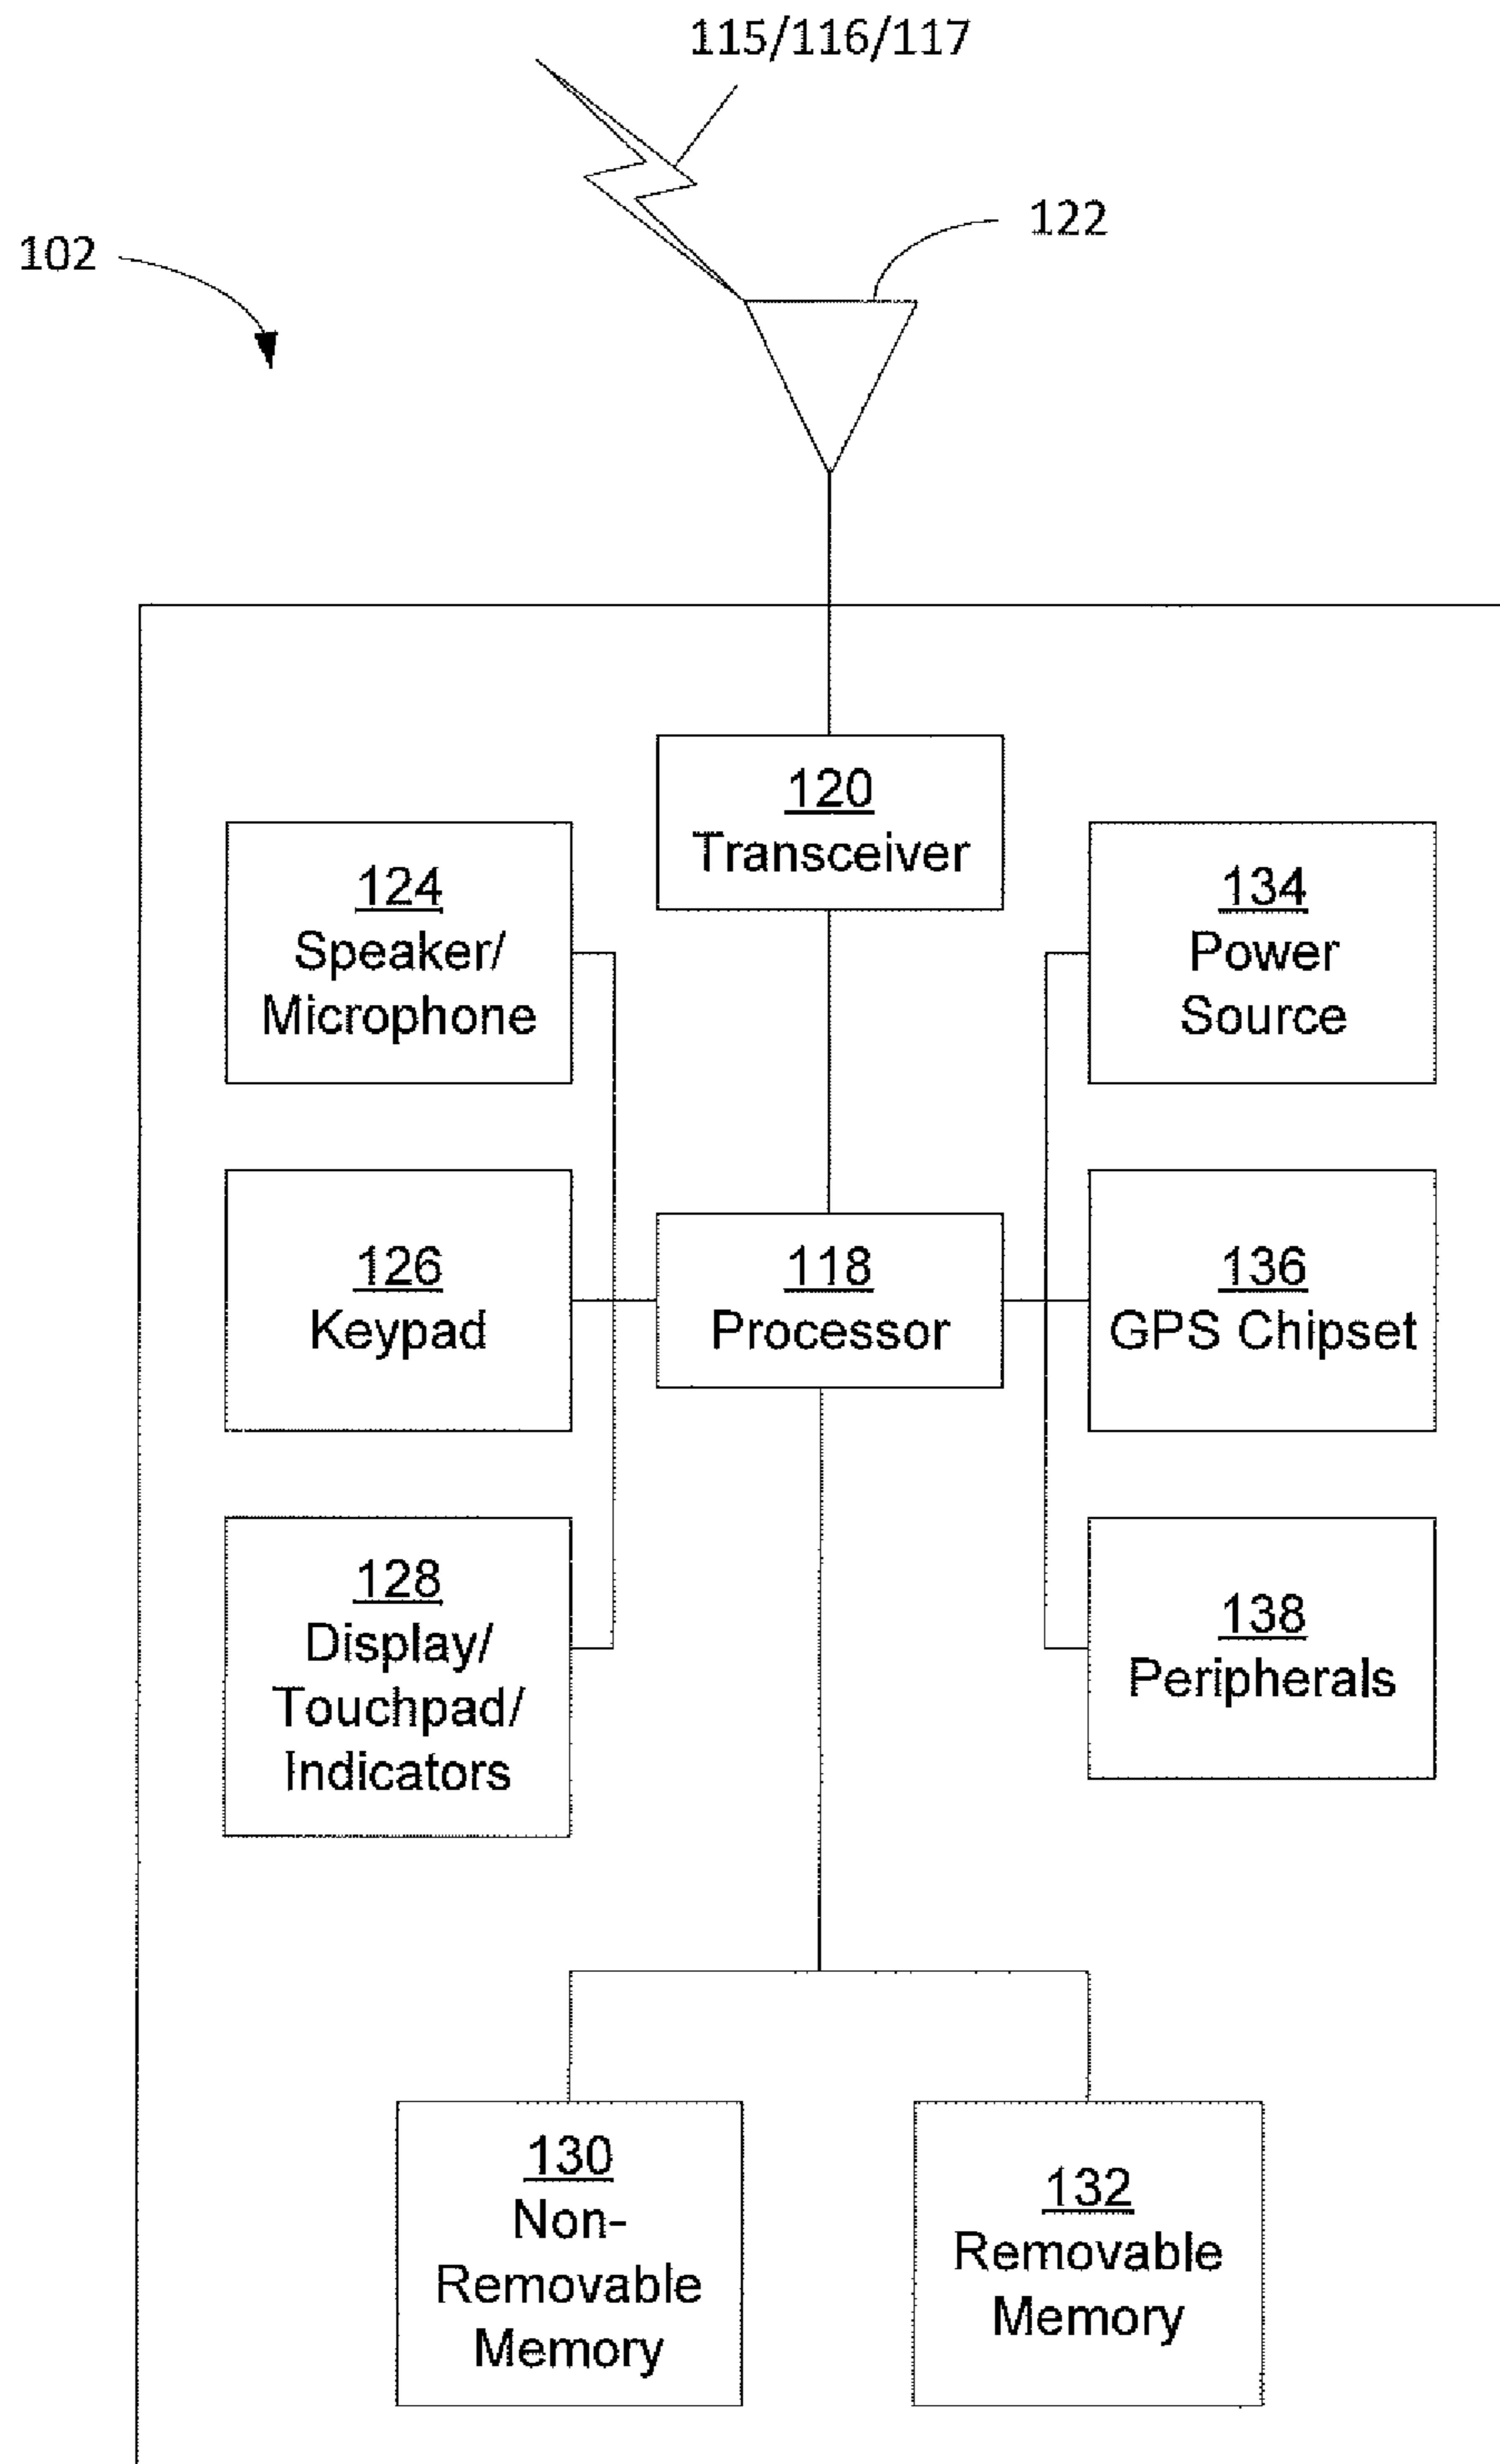 115/116/117
122
102
120
Transceiver
124
Speaker/
Microphone
134
Power
Source
126
Keypad
118
Processor
136
GPS Chipset
128
Display/
Touchpad/
Indicators
138
Peripherals
130
Non-
Removable
Memory
132
Removable
Memory